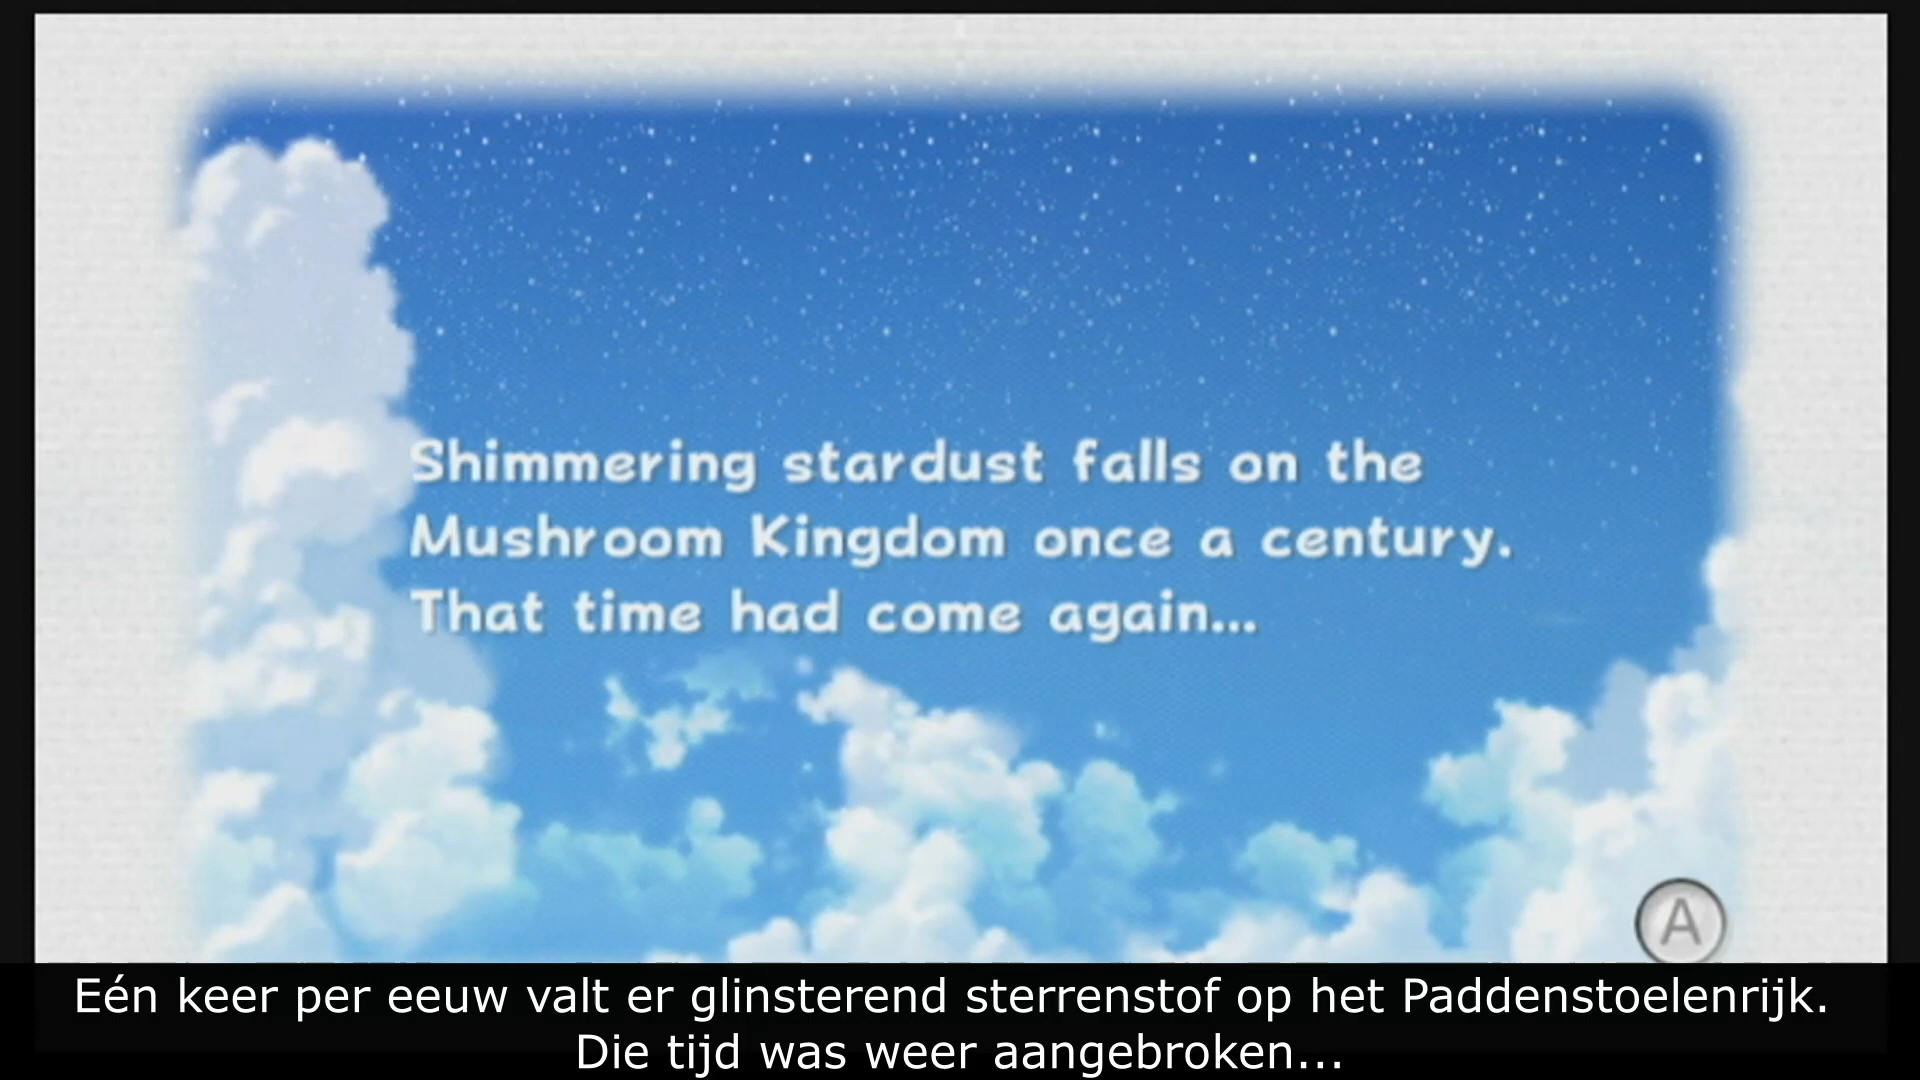 Shimmering stardust falls on the
Mushroom Kingdom once a century.
That time had come again...
A
Eén keer per eeuw valt er glinsterend sterrenstof op het Paddenstoelenrijk.
Die tijd was weer aangebroken...